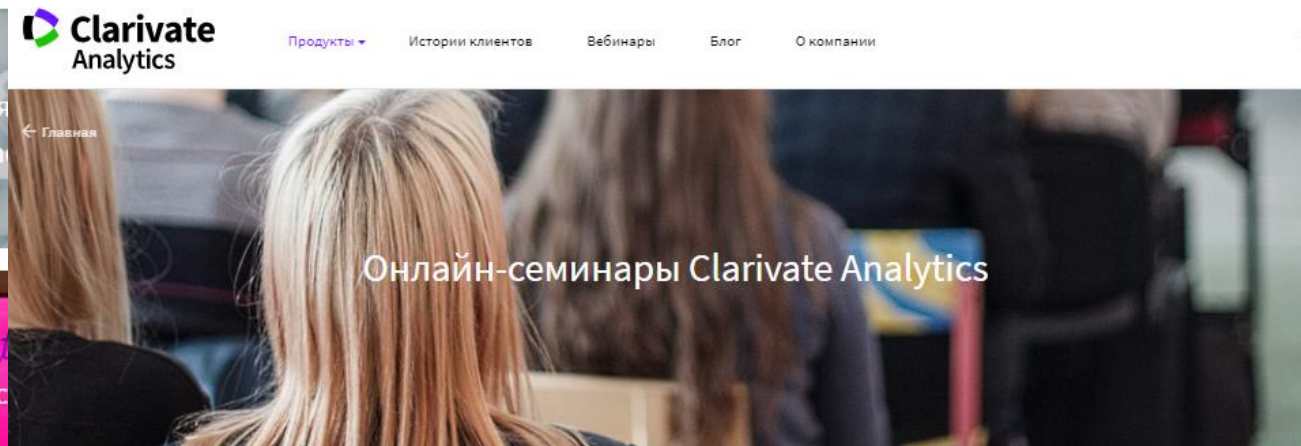 Clarivate
Analytics
Продукты
Истории клиентов
Вебинары
Блог
О компании
← Главная
Онлайн-семинары Clarivate Analytics